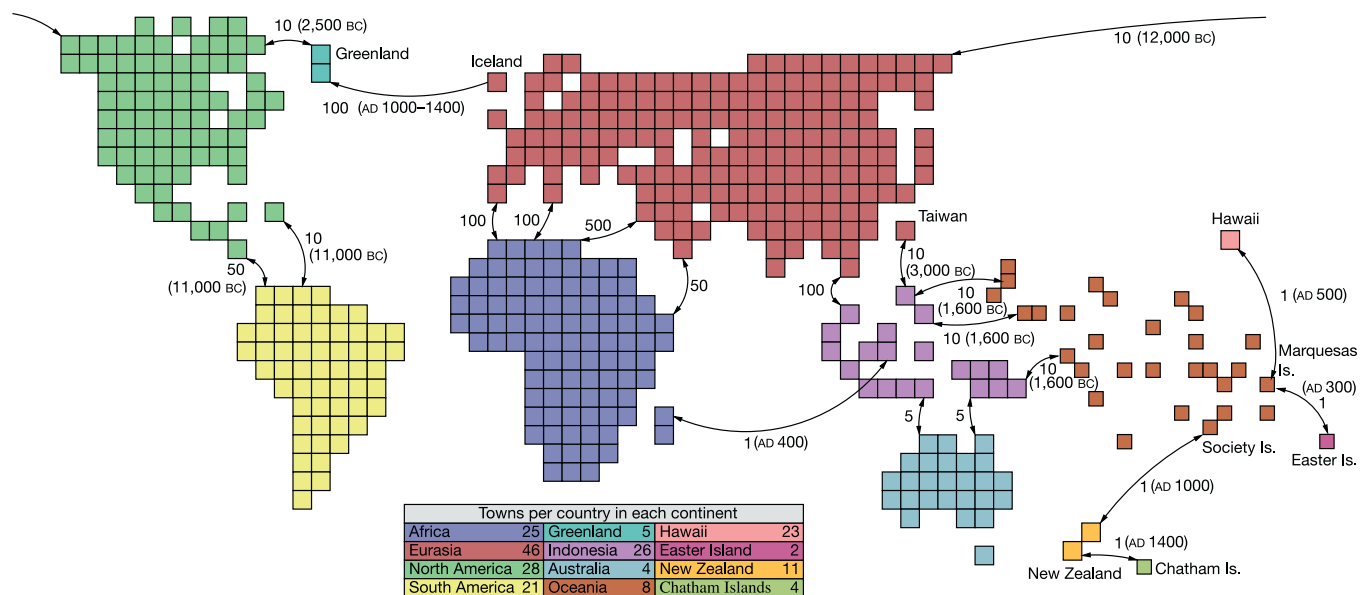 10 (2,500 BC)
Greenland
Iceland
10 (12,000 BC)
100 (AD 1000–1400)
100
100
500
Taiwan
Hawaii
10
(11,000 BC)
50
(11,000 BC)
10
(3,000 BC)
50
100
10
(1,600 BC)
1 (AD 500)
10 (1,600 BC)
Marquesas
Is.
10
(1,600 BC)
(AD 300)
1
5
5
1 (AD 400)
Society Is.
Easter Is.
1 (AD 1000)
1 (AD 1400)
New Zealand
Chatham Is.
Towns per country in each continent
Africa 25 Greenland 5 Hawaii 23
Eurasia 46 Indonesia 26 Easter Island 2
North America 28 Australia 4 New Zealand 11
South America 21 Oceania 8 Chatham Islands 4